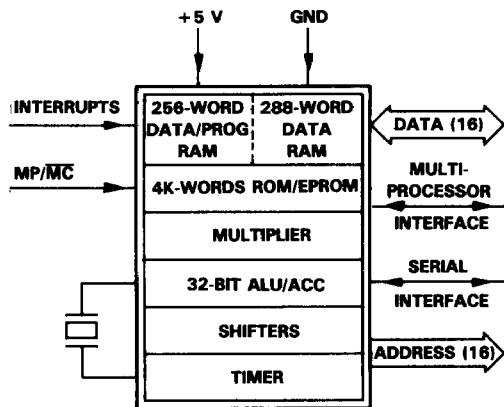 +5 V
GND
INTERRUPTS
MP/MC
256-WORD
DATA/PROG
RAM
288-WORD
DATA
RAM
4K-WORDS ROM/EPROM
MULTIPLIER
32-BIT ALU/ACC
SHIFTERS
TIMER
DATA (16)
MULTI-
PROCESSOR
INTERFACE
SERIAL
INTERFACE
ADDRESS (16)